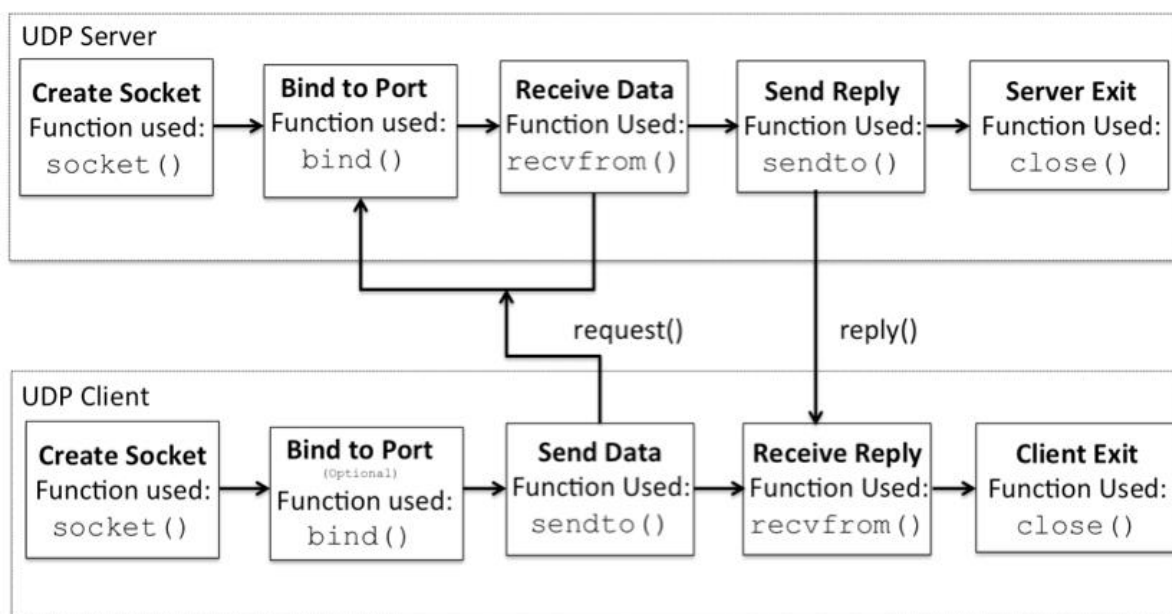 UDP Server
Create Socket
Function used:
socket()
Bind to Port
Function used:
bind()
Receive Data
Function Used:
recvfrom()
Send Reply
Function Used:
sendto()
Server Exit
Function Used:
close()
request()
reply()
UDP Client
Create Socket
Function used:
socket()
Bind to Port
(Optional)
Function used:
bind()
Send Data
Function Used:
sendto()
Receive Reply
Function Used:
recvfrom()
Client Exit
Function Used:
close()